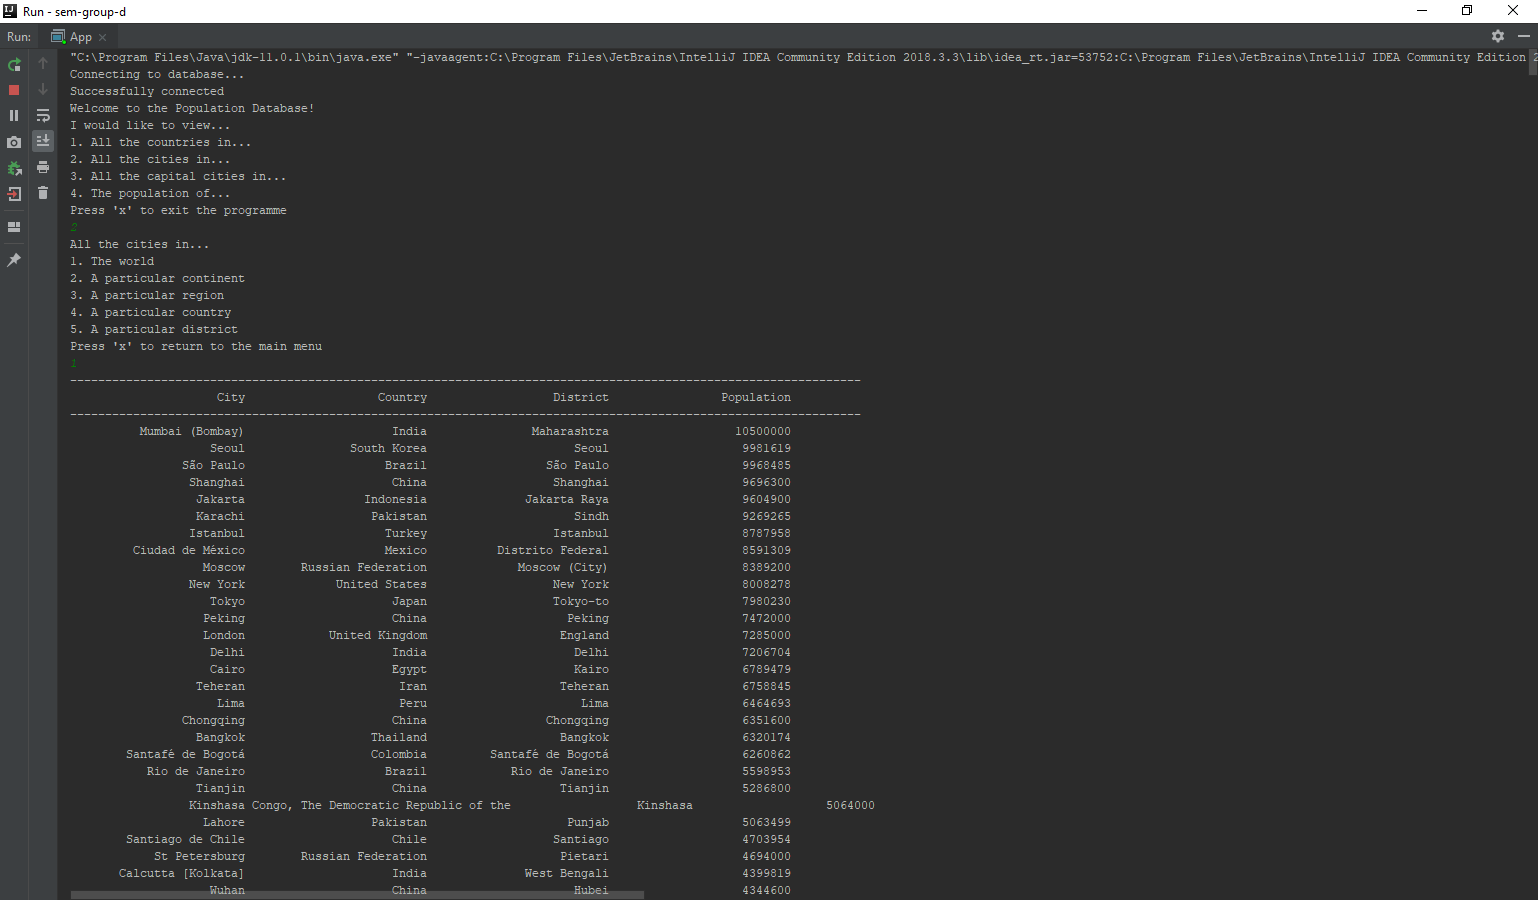 Run - sem-group-d
Run: App
"C:\Program Files\Java\jdk-11.0.1\bin\java.exe" "-javaagent:C:\Program Files\JetBrains\IntelliJ IDEA Community Edition 2018.3.3\lib\idea_rt.jar=53752:C:\Program Files\JetBrains\IntelliJ IDEA Community Edition 2
Connecting to database...
Successfully connected
Welcome to the Population Database!
I would like to view...
1. All the countries in...
2. All the cities in...
3. All the capital cities in...
4. The population of...
Press 'x' to exit the programme
2
All the cities in...
1. The world
2. A particular continent
3. A particular region
4. A particular country
5. A particular district
Press 'x' to return to the main menu
1
-----------------------------------------------------------------------------------------------------------------
City Country District Population
-----------------------------------------------------------------------------------------------------------------
Mumbai (Bombay) India Maharashtra 10500000
Seoul South Korea Seoul 9981619
São Paulo Brazil São Paulo 9968485
Shanghai China Shanghai 9696300
Jakarta Indonesia Jakarta Raya 9604900
Karachi Pakistan Sindh 9269265
Istanbul Turkey Istanbul 8787958
Ciudad de México Mexico Distrito Federal 8591309
Moscow Russian Federation Moscow (City) 8389200
New York United States New York 8008278
Tokyo Japan Tokyo-to 7980230
Peking China Peking 7472000
London United Kingdom England 7285000
Delhi India Delhi 7206704
Cairo Egypt Kairo 6789479
Teheran Iran Teheran 6758845
Lima Peru Lima 6464693
Chongqing China Chongqing 6351600
Bangkok Thailand Bangkok 6320174
Santafé de Bogotá Colombia Santafé de Bogotá 6260862
Rio de Janeiro Brazil Rio de Janeiro 5598953
Tianjin China Tianjin 5286800
Kinshasa Congo, The Democratic Republic of the Kinshasa 5064000
Lahore Pakistan Punjab 5063499
Santiago de Chile Chile Santiago 4703954
St Petersburg Russian Federation Pietari 4694000
Calcutta [Kolkata] India West Bengali 4399819
Wuhan China Hubei 4344600